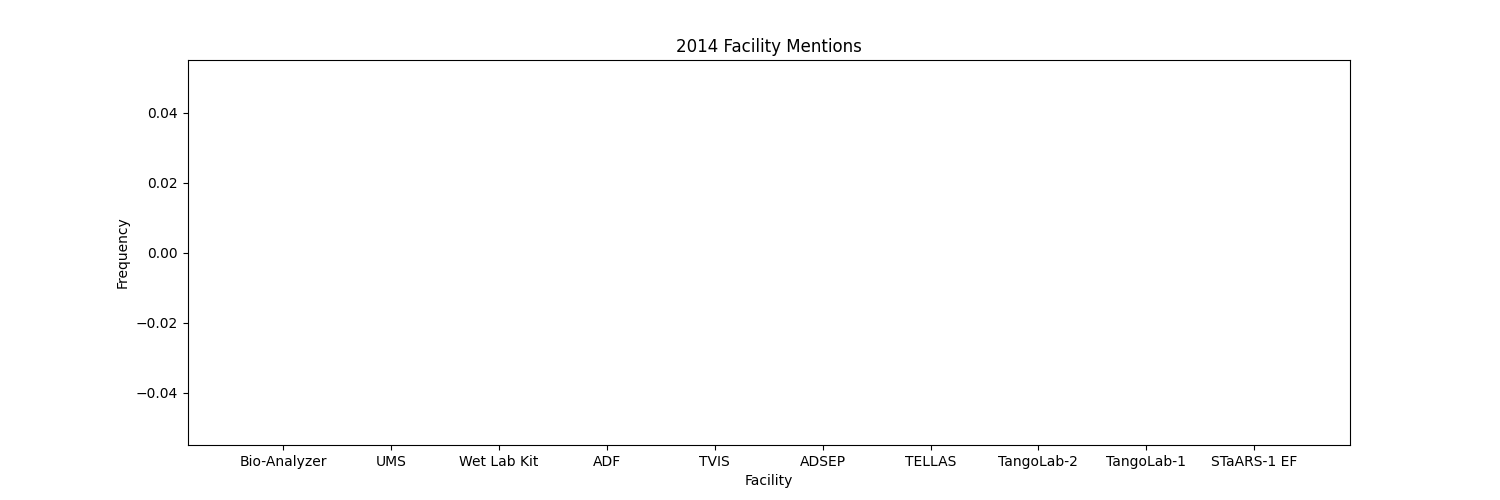 2014 Facility Mentions
0.04
0.02
0.00
−0.02
−0.04
Frequency
Bio-Analyzer UMS Wet Lab Kit ADF TVIS ADSEP TELLAS TangoLab-2 TangoLab-1 STaARS-1 EF
Facility